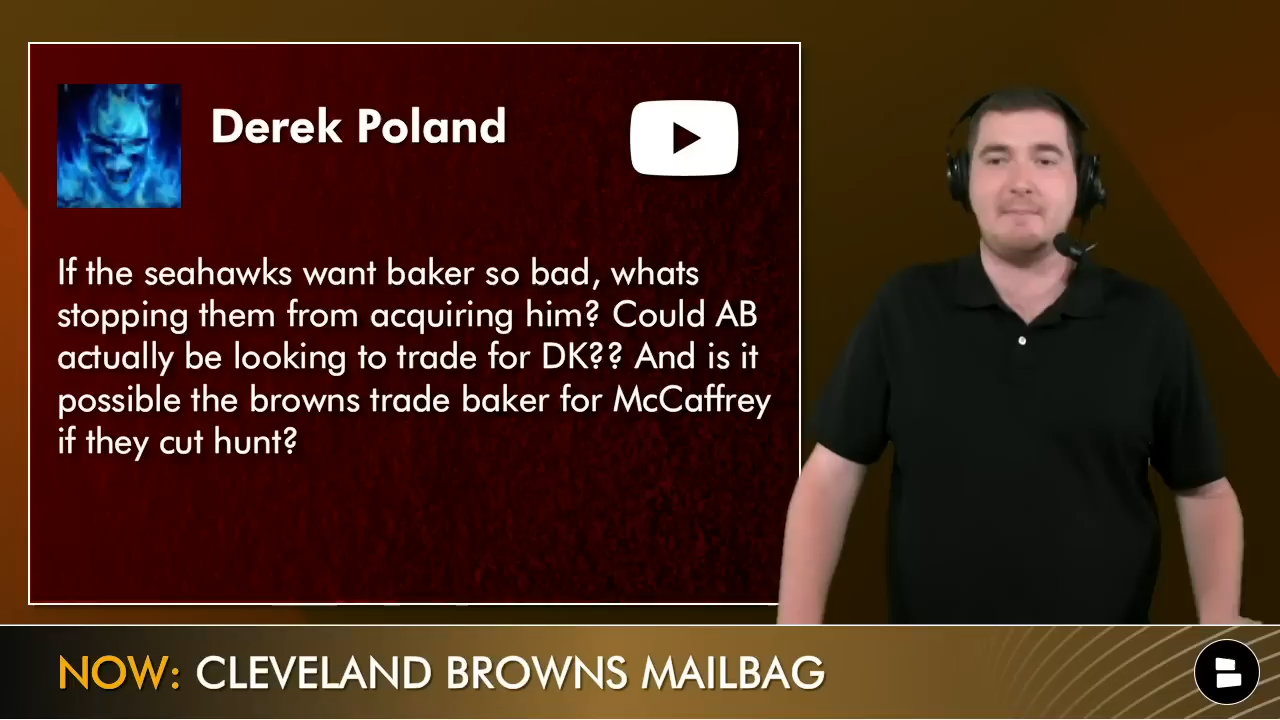 Derek Poland
If the seahawks want baker so bad, whats
stopping them from acquiring him? Could AB
actually be looking to trade for DK?? And is it
possible the browns trade baker for McCaffrey
if they cut hunt?
NOW: CLEVELAND BROWNS MAILBAG